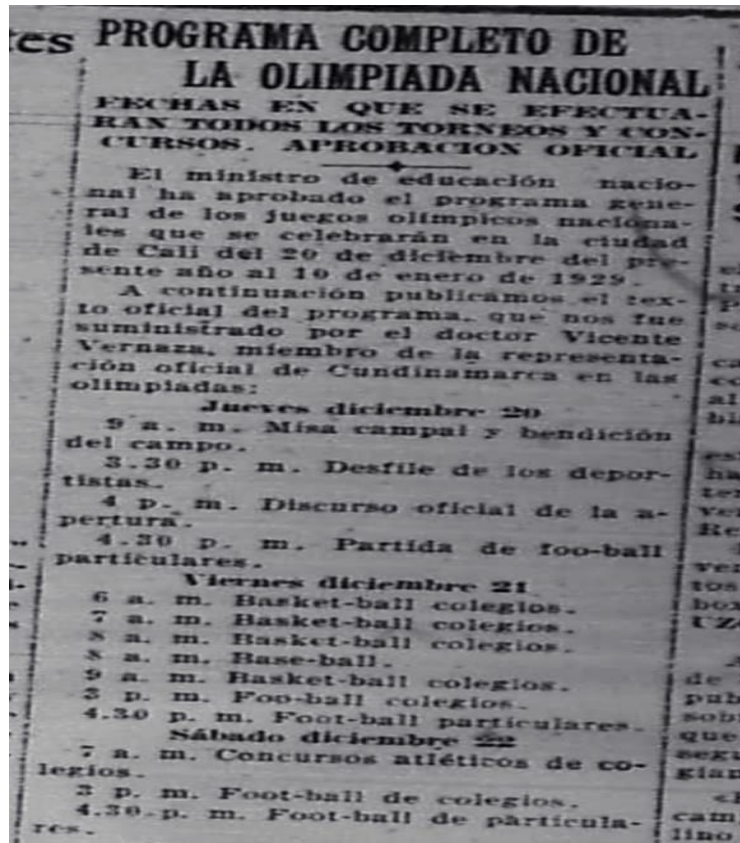 PROGRAMA COMPLETO DE
LA OLIMPIADA NACIONAL
FECHAS EN QUE SE EFECTUA-
RAN TODOS LOS TORNEOS Y CON-
CURSOS. APROBACION OFICIAL
El ministro de educación nacio-
nal ha aprobado el programa gene-
ral de los juegos olímpicos naciona-
les que se celebrarán en la ciudad
de Cali del 20 de diciembre del pre-
sente año al 10 de enero de 1929.
A continuación publicamos el tex-
to oficial del programa, que nos fue
suministrado por el doctor Vicente
Vernaza, miembro de la representa-
ción oficial de Cundinamarca en las
olimpiadas:
Jueves diciembre 20
9 a. m. Misa campal y bendición
del campo.
3.30 p. m. Desfile de los depor-
tistas.
4 p. m. Discurso oficial de la a-
pertura.
4.30 p. m. Partida de foo-ball
particulares.
Viernes diciembre 21
6 a. m. Basket-ball colegios.
7 a. m. Basket-ball colegios.
8 a. m. Basket-ball colegios.
8 a. m. Base-ball.
9 a. m. Basket-ball colegios.
3 p. m. Foo-ball colegios.
4.30 p. m. Foot-ball particulares.
Sábado diciembre 22
7 a. m. Concursos atléticos de co-
legios.
3 p. m. Foot-ball de colegios.
4.30 p. m. Foot-ball de particula-
res.